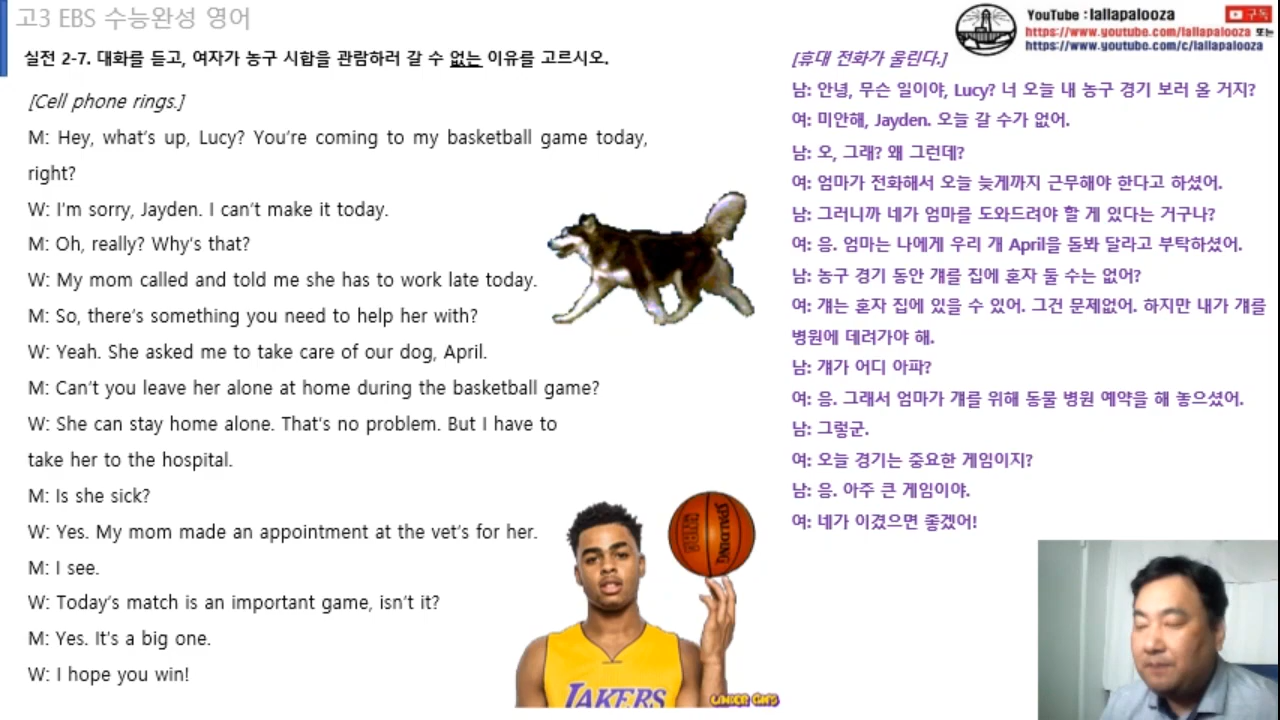 고3 EBS 수능완성 영어
YouTube : lallapalooza
구독
https://www.youtube.com/lallapalooza 또는
https://www.youtube.com/c/lallapalooza
실전 2-7. 대화를 듣고, 여자가 농구 시합을 관람하러 갈 수 없는 이유를 고르시오.
[Cell phone rings.]
M: Hey, what's up, Lucy? You're coming to my basketball game today,
right?
W: I'm sorry, Jayden. I can't make it today.
M: Oh, really? Why's that?
W: My mom called and told me she has to work late today.
M: So, there's something you need to help her with?
W: Yeah. She asked me to take care of our dog, April.
M: Can't you leave her alone at home during the basketball game?
W: She can stay home alone. That's no problem. But I have to
take her to the hospital.
M: Is she sick?
W: Yes. My mom made an appointment at the vet's for her.
M: I see.
W: Today's match is an important game, isn't it?
M: Yes. It's a big one.
W: I hope you win!
SPALDING
LAKERS
[휴대 전화가 울린다.]
남: 안녕, 무슨 일이야, Lucy? 너 오늘 내 농구 경기 보러 올 거지?
여: 미안해, Jayden. 오늘 갈 수가 없어.
남: 오, 그래? 왜 그런데?
여: 엄마가 전화해서 오늘 늦게까지 근무해야 한다고 하셨어.
남: 그러니까 네가 엄마를 도와드려야 할 게 있다는 거구나?
여: 응. 엄마는 나에게 우리 개 April을 돌봐 달라고 부탁하셨어.
남: 농구 경기 동안 걔를 집에 혼자 둘 수는 없어?
여: 걔는 혼자 집에 있을 수 있어. 그건 문제없어. 하지만 내가 걔를
병원에 데려가야 해.
남: 걔가 어디 아파?
여: 응. 그래서 엄마가 걔를 위해 동물 병원 예약을 해 놓으셨어.
남: 그렇군.
여: 오늘 경기는 중요한 게임이지?
남: 응. 아주 큰 게임이야.
여: 네가 이겼으면 좋겠어!